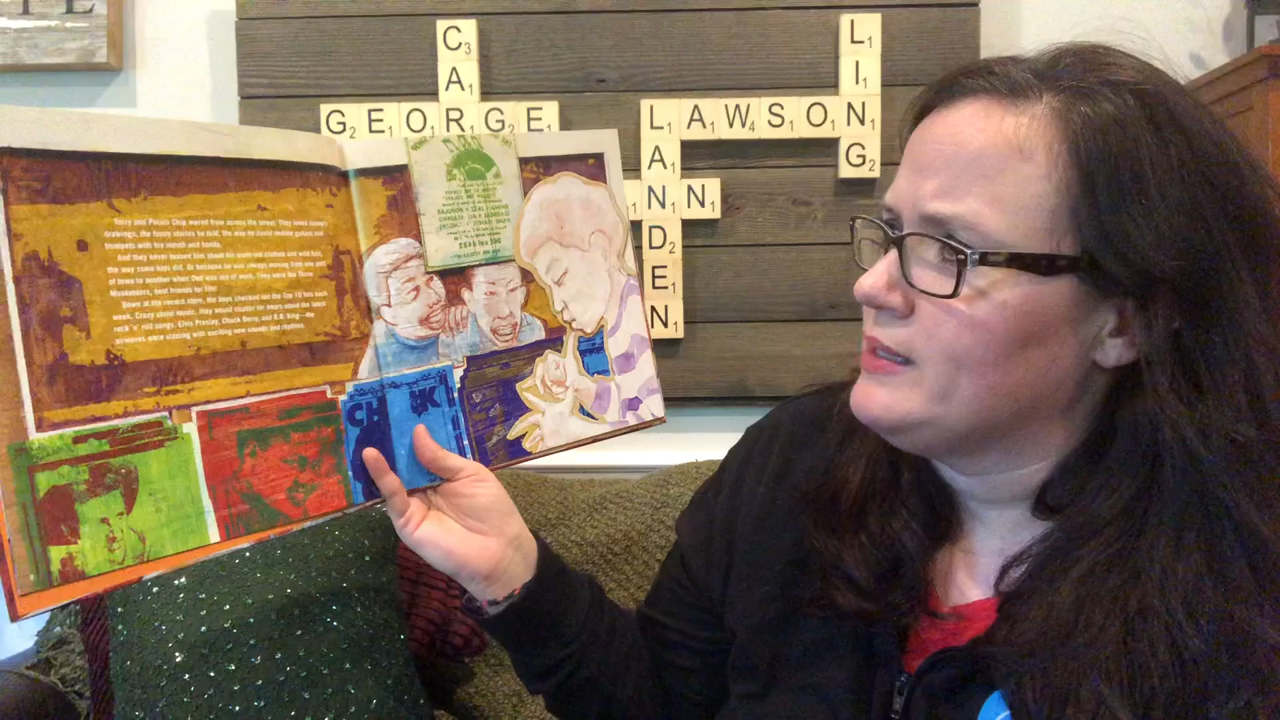 LE
CAR
GEORGE
LING
LAWSON
LANDEN
N
Terry and Potato Chip moved from across the street. They loved Jimmy's
drawings, the funny stories he told, the way he could imitate guitars and
trumpets with his mouth and hands.
And they never teased him about his worn-out clothes and wild hair,
the way some kids did. Or because he was always moving from one part
of town to another when Dad was out of work. They were the Three
Musketeers, best friends for life!
Down at the record store, the boys checked out the Top 10 hits each
week. Crazy about music, they would chatter for hours about the latest
rock 'n' roll songs. Elvis Presley, Chuck Berry, and B.B. King—the
airwaves were sizzling with exciting new sounds and rhythms.